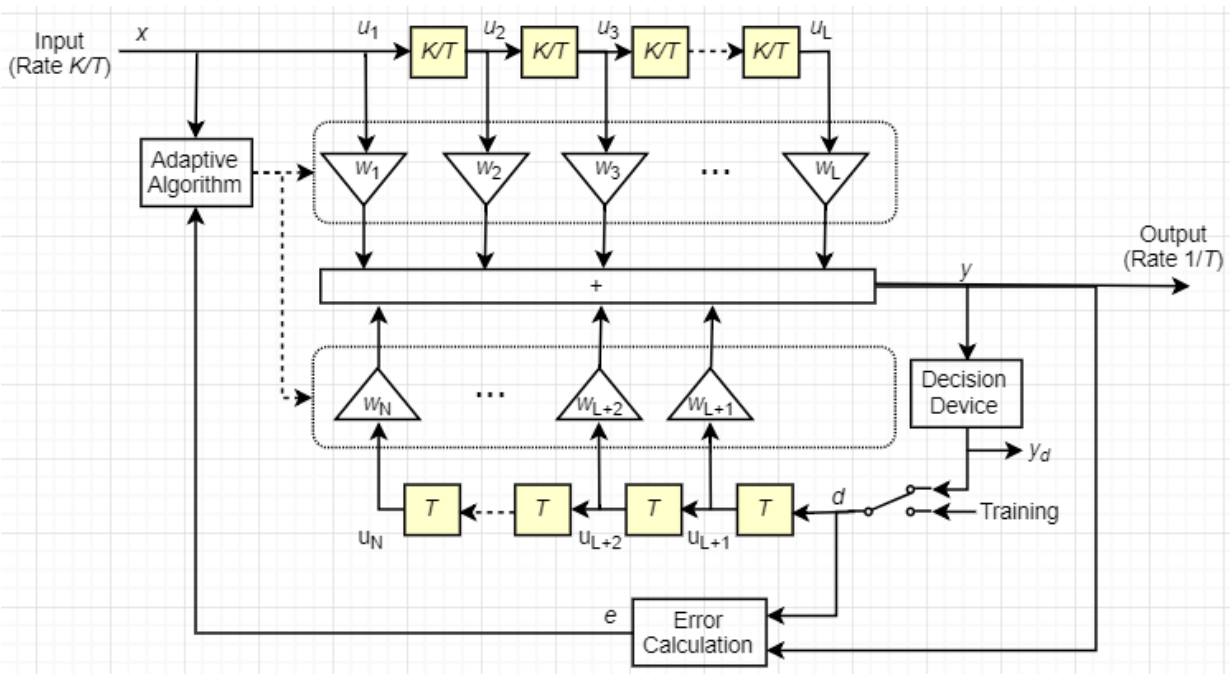 Input
(Rate K/T)
x
u1
K/T
u2
K/T
u3
K/T
K/T
uL
Adaptive
Algorithm
w1
w2
w3
...
wL
Output
(Rate 1/T)
+
y
wN
...
wL+2
wL+1
Decision
Device
yd
T
T
T
T
d
Training
uN
uL+2
uL+1
e
Error
Calculation